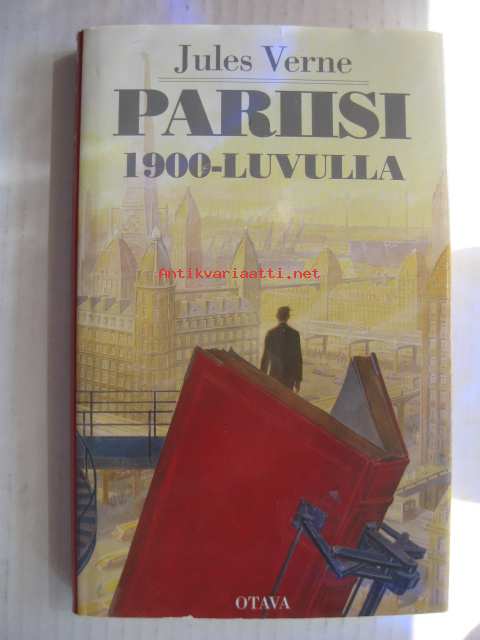 Jules Verne
PARIISI
1900-LUVULLA
Antikvariaatti.net
OTAVA